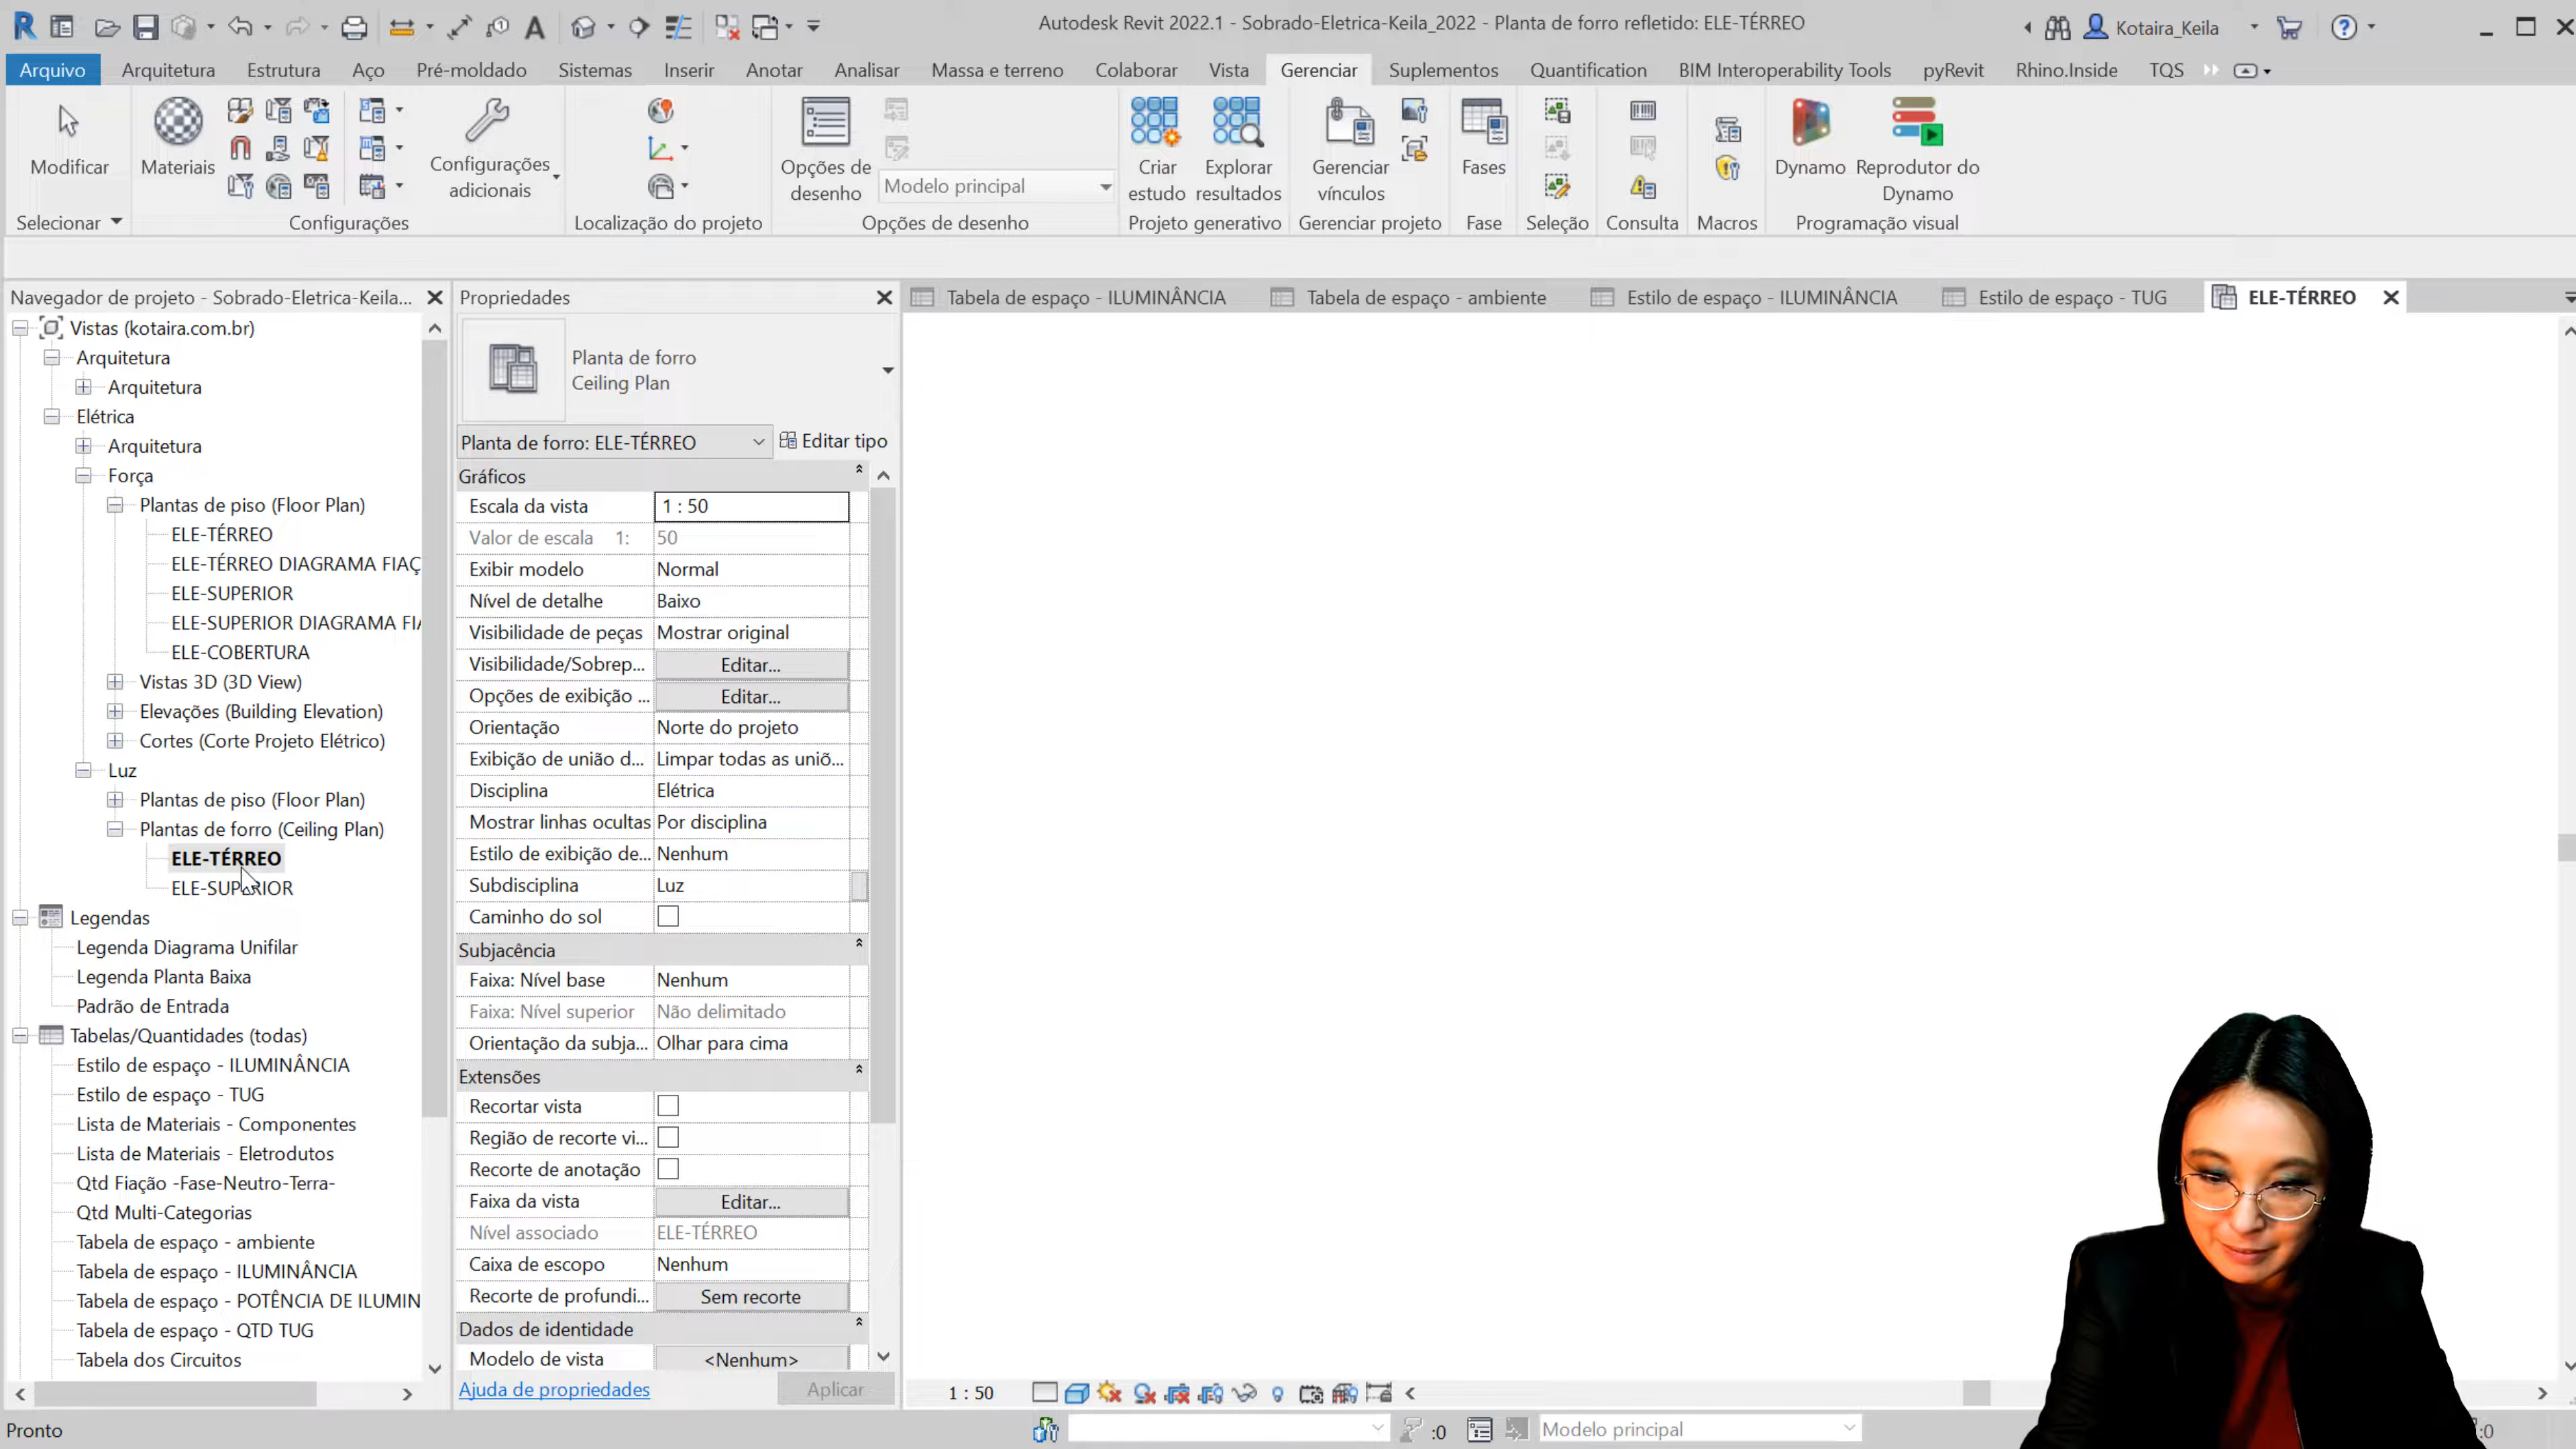 Autodesk Revit 2022.1 - Sobrado-Eletrica-Keila_2022 - Planta de forro refletido: ELE-TÉRREO
Kotaira_Keila
Arquivo Arquitetura Estrutura Aço Pré-moldado Sistemas Inserir Anotar Analisar Massa e terreno Colaborar Vista Gerenciar Suplementos Quantification BIM Interoperability Tools pyRevit Rhino.Inside TQS
Modificar Materiais Configurações adicionais Opções de desenho Modelo principal Criar estudo Explorar resultados Gerenciar vínculos Fases Dynamo Reprodutor do Dynamo
Selecionar Configurações Localização do projeto Opções de desenho Projeto generativo Gerenciar projeto Fase Seleção Consulta Macros Programação visual
Navegador de projeto - Sobrado-Eletrica-Keila...
Vistas (kotaira.com.br)
Arquitetura
Arquitetura
Elétrica
Arquitetura
Força
Plantas de piso (Floor Plan)
ELE-TÉRREO
ELE-TÉRREO DIAGRAMA FIAÇ
ELE-SUPERIOR
ELE-SUPERIOR DIAGRAMA FIA
ELE-COBERTURA
Vistas 3D (3D View)
Elevações (Building Elevation)
Cortes (Corte Projeto Elétrico)
Luz
Plantas de piso (Floor Plan)
Plantas de forro (Ceiling Plan)
ELE-TÉRREO
ELE-SUPERIOR
Legendas
Legenda Diagrama Unifilar
Legenda Planta Baixa
Padrão de Entrada
Tabelas/Quantidades (todas)
Estilo de espaço - ILUMINÂNCIA
Estilo de espaço - TUG
Lista de Materiais - Componentes
Lista de Materiais - Eletrodutos
Qtd Fiação -Fase-Neutro-Terra-
Qtd Multi-Categorias
Tabela de espaço - ambiente
Tabela de espaço - ILUMINÂNCIA
Tabela de espaço - POTÊNCIA DE ILUMIN
Tabela de espaço - QTD TUG
Tabela dos Circuitos
Propriedades
Planta de forro
Ceiling Plan
Planta de forro: ELE-TÉRREO Editar tipo
Gráficos
Escala da vista 1 : 50
Valor de escala 1: 50
Exibir modelo Normal
Nível de detalhe Baixo
Visibilidade de peças Mostrar original
Visibilidade/Sobrep... Editar...
Opções de exibição ... Editar...
Orientação Norte do projeto
Exibição de união d... Limpar todas as uniõ...
Disciplina Elétrica
Mostrar linhas ocultas Por disciplina
Estilo de exibição de... Nenhum
Subdisciplina Luz
Caminho do sol
Subjacência
Faixa: Nível base Nenhum
Faixa: Nível superior Não delimitado
Orientação da subja... Olhar para cima
Extensões
Recortar vista
Região de recorte vi...
Recorte de anotação
Faixa da vista Editar...
Nível associado ELE-TÉRREO
Caixa de escopo Nenhum
Recorte de profundi... Sem recorte
Dados de identidade
Modelo de vista <Nenhum>
Ajuda de propriedades Aplicar
Tabela de espaço - ILUMINÂNCIA Tabela de espaço - ambiente Estilo de espaço - ILUMINÂNCIA Estilo de espaço - TUG ELE-TÉRREO
1 : 50
Pronto :0 Modelo principal :0